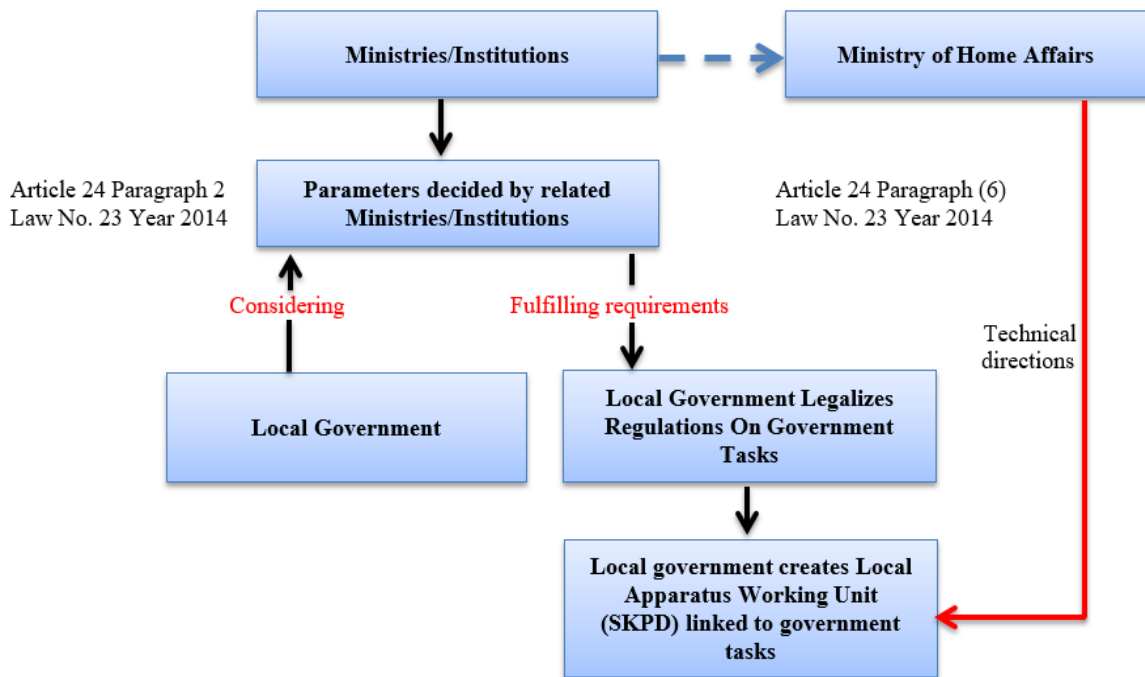 Ministries/Institutions
Ministry of Home Affairs
Article 24 Paragraph 2
Law No. 23 Year 2014
Parameters decided by related
Ministries/Institutions
Article 24 Paragraph (6)
Law No. 23 Year 2014
Considering
Fulfilling requirements
Technical
directions
Local Government
Local Government Legalizes
Regulations On Government
Tasks
Local government creates Local
Apparatus Working Unit
(SKPD) linked to government
tasks